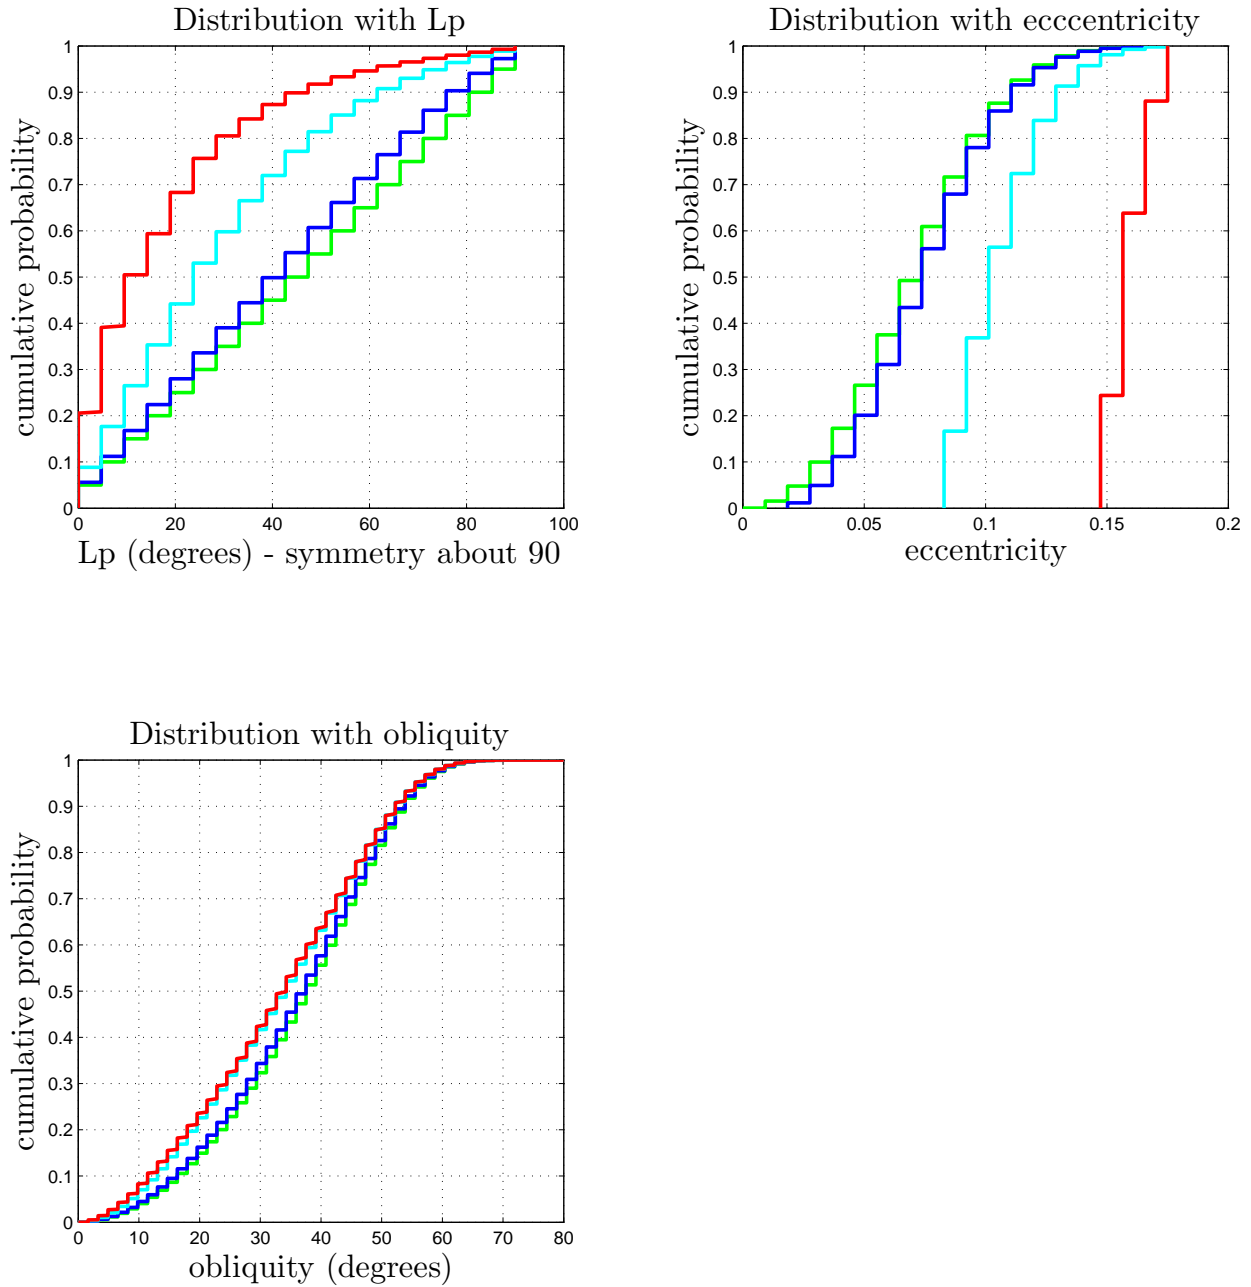 Distribution with Lp
1
0.9
0.8
0.7
0.6
0.5
0.4
0.3
0.2
0.1
0
cumulative probability
0 20 40 60 80 100
Lp (degrees) - symmetry about 90
Distribution with ecccentricity
1
0.9
0.8
0.7
0.6
0.5
0.4
0.3
0.2
0.1
0
cumulative probability
0 0.05 0.1 0.15 0.2
eccentricity
Distribution with obliquity
1
0.9
0.8
0.7
0.6
0.5
0.4
0.3
0.2
0.1
0
cumulative probability
0 10 20 30 40 50 60 70 80
obliquity (degrees)